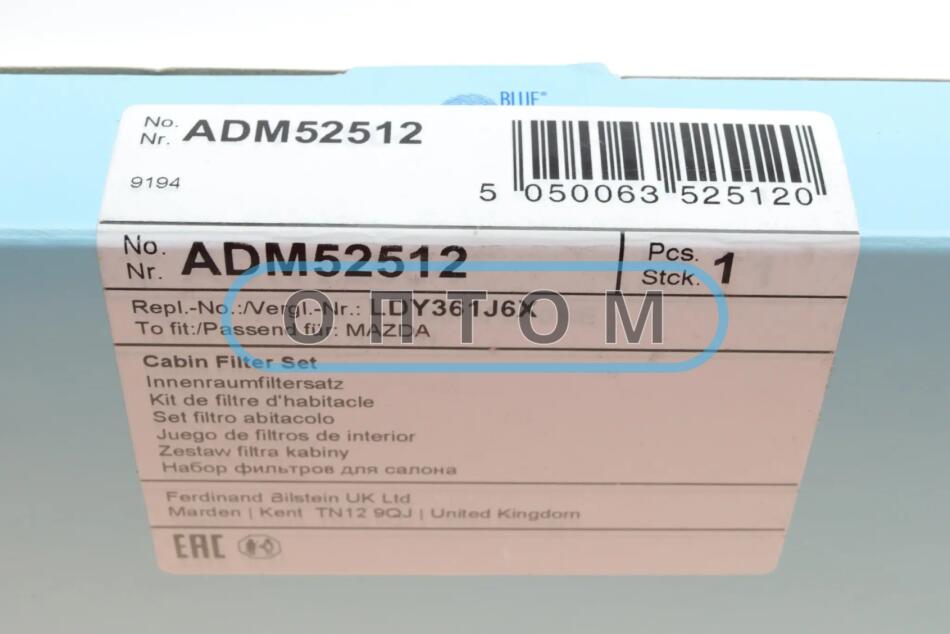 BLUE®
No. ADM52512
Nr.
9194
5 050063 525120
No. ADM52512 Pcs. 1
Nr. Stck.
Repl.-No.:/Vergl.-Nr.: LDY361J6X
To fit:/Passend für: MAZDA
ОПТОМ
Cabin Filter Set
Innenraumfiltersatz
Kit de filtre d'habitacle
Set filtro abitacolo
Juego de filtros de interior
Zestaw filtra kabiny
Набор фильтров для салона
Ferdinand Bilstein UK Ltd
Marden | Kent TN12 9QJ | United Kingdom
EAC